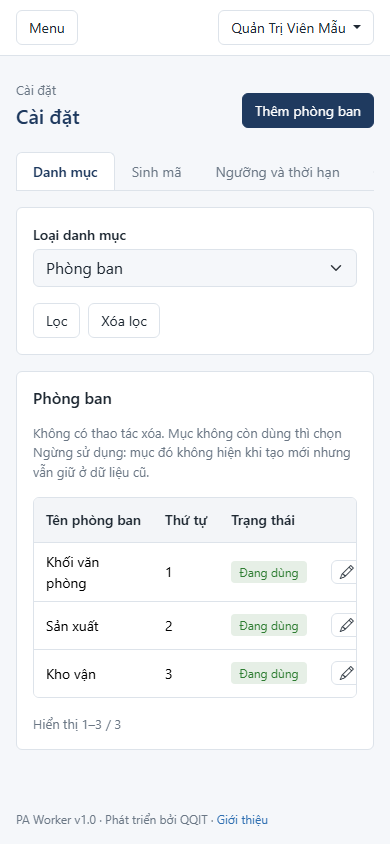 Menu
Quản Trị Viên Mẫu
Cài đặt
Cài đặt
Thêm phòng ban
Danh mục
Sinh mã
Ngưỡng và thời hạn
Loại danh mục
Phòng ban
Lọc
Xóa lọc
Phòng ban
Không có thao tác xóa. Mục không còn dùng thì chọn
Ngừng sử dụng: mục đó không hiện khi tạo mới nhưng
vẫn giữ ở dữ liệu cũ.
Tên phòng ban Thứ tự Trạng thái
Khối văn
phòng 1 Đang dùng
Sản xuất 2 Đang dùng
Kho vận 3 Đang dùng
Hiển thị 1–3 / 3
PA Worker v1.0 · Phát triển bởi QQIT · Giới thiệu